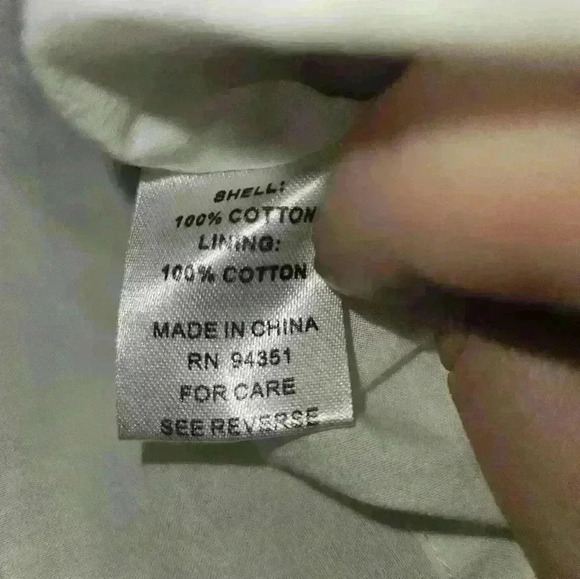 SHELL:
100% COTTON
LINING:
100% COTTON
MADE IN CHINA
RN 94351
FOR CARE
SEE REVERSE